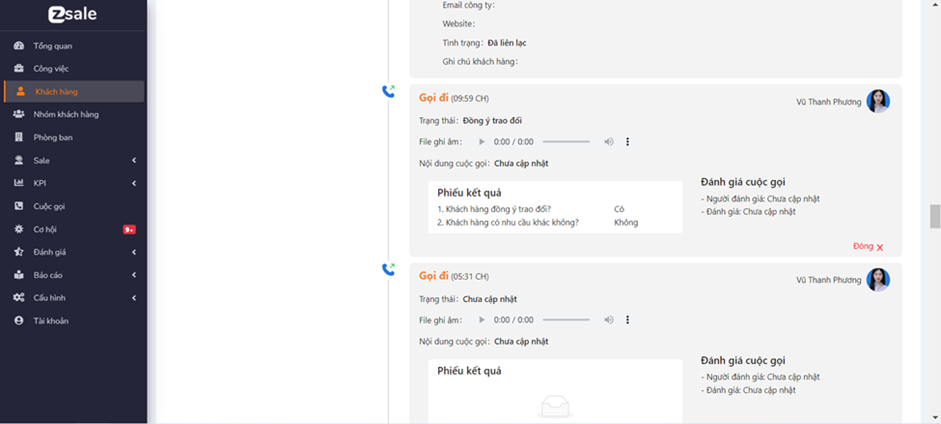 zsale
Tổng quan
Công việc
Khách hàng
Nhóm khách hàng
Phòng ban
Sale
KPI
Cuộc gọi
Cơ hội 9+
Đánh giá
Báo cáo
Cấu hình
Tài khoản
Email công ty:
Website:
Tình trạng: Đã liên lạc
Ghi chú khách hàng:
Gọi đi (09:59 CH)
Vũ Thanh Phương
Trạng thái: Đồng ý trao đổi
File ghi âm: 0:00 / 0:00
Nội dung cuộc gọi: Chưa cập nhật
Phiếu kết quả
1. Khách hàng đồng ý trao đổi? Có
2. Khách hàng có nhu cầu khác không? Không
Đánh giá cuộc gọi
- Người đánh giá: Chưa cập nhật
- Đánh giá: Chưa cập nhật
Đóng
Gọi đi (05:31 CH)
Vũ Thanh Phương
Trạng thái: Chưa cập nhật
File ghi âm: 0:00 / 0:00
Nội dung cuộc gọi: Chưa cập nhật
Phiếu kết quả
Đánh giá cuộc gọi
- Người đánh giá: Chưa cập nhật
- Đánh giá: Chưa cập nhật